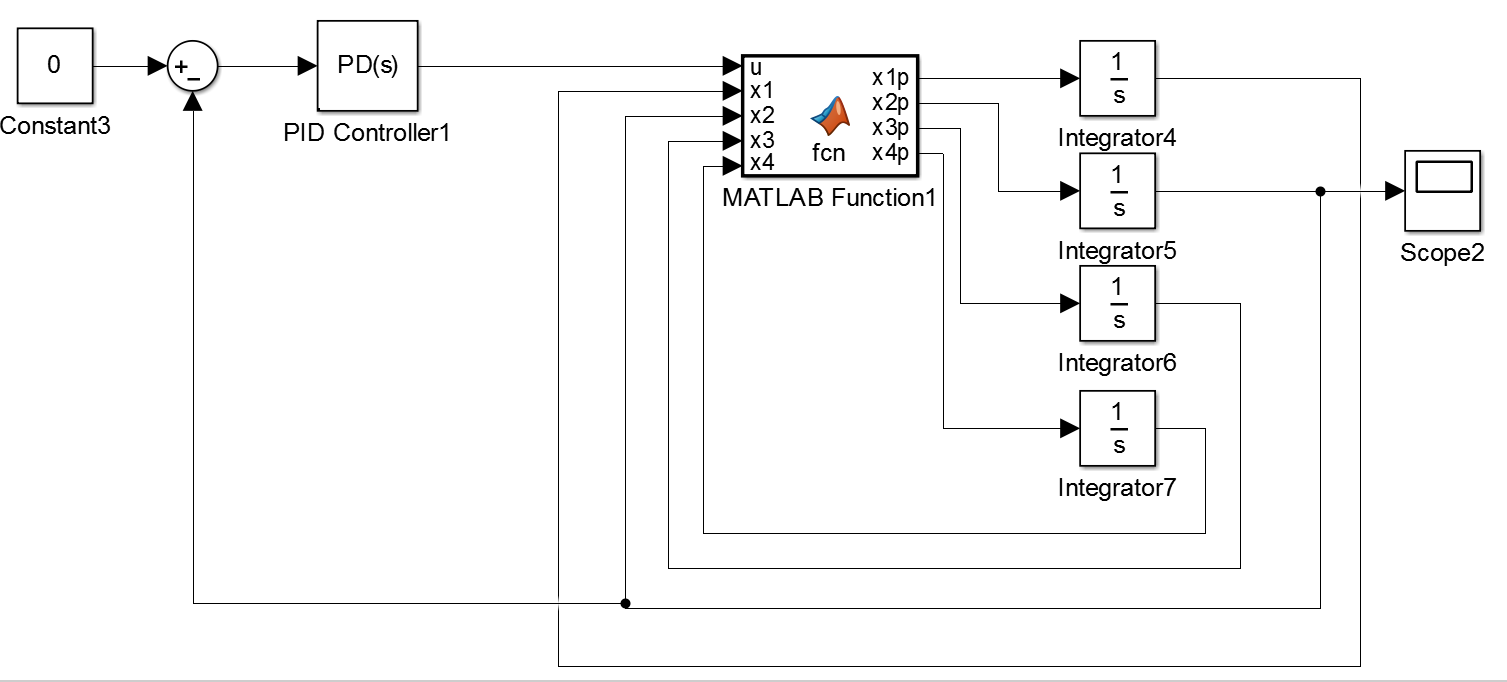 0
Constant3
+
−
PD(s)
PID Controller1
u
x1
x2
x3
x4
fcn
x1p
x2p
x3p
x4p
MATLAB Function1
1
s
Integrator4
1
s
Integrator5
1
s
Integrator6
1
s
Integrator7
Scope2